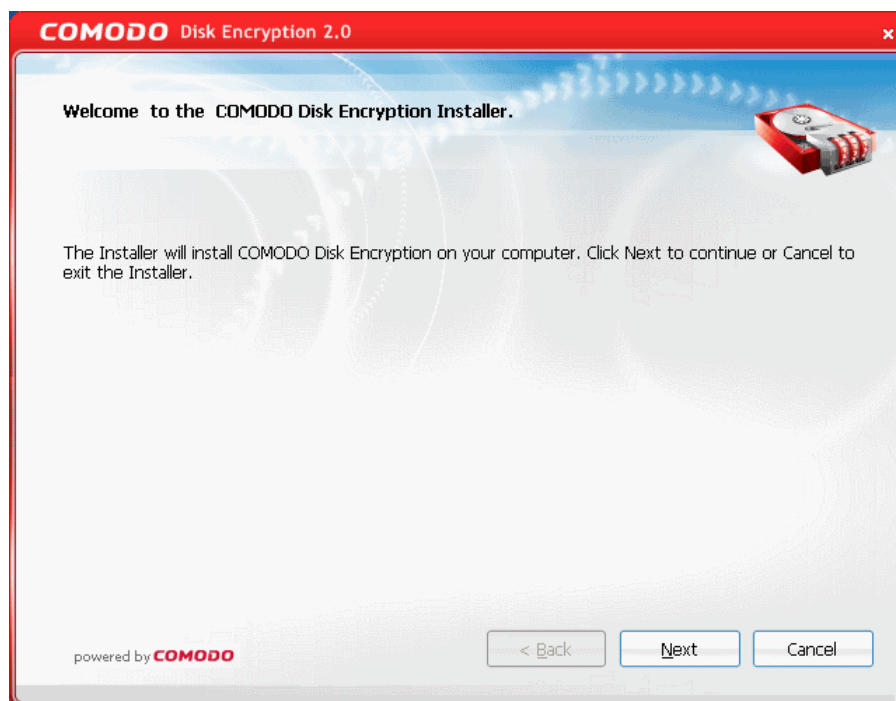 COMODO Disk Encryption 2.0
Welcome to the COMODO Disk Encryption Installer.
The Installer will install COMODO Disk Encryption on your computer. Click Next to continue or Cancel to
exit the Installer.
powered by COMODO
< Back
Next
Cancel